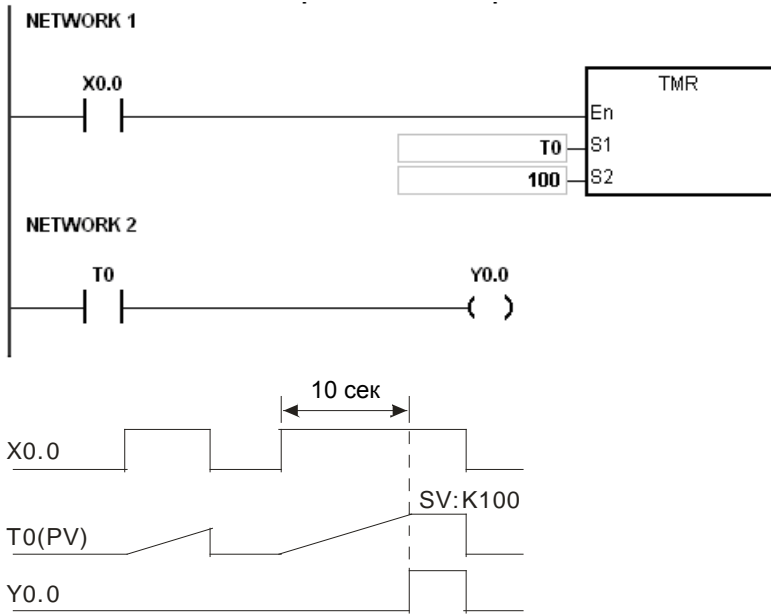 NETWORK 1
X0.0
TMR
En
T0 S1
100 S2
NETWORK 2
T0 Y0.0
10 сек
X0.0
SV:K100
T0(PV)
Y0.0